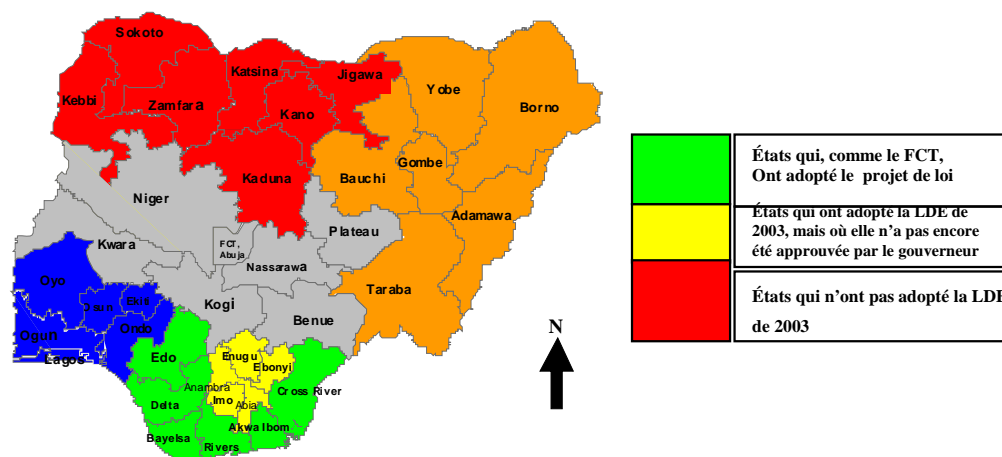 Sokoto
Katsina
Jigawa
Yobe
Borno
Kebbi
Zamfara
Kano
Gombe
Bauchi
Kaduna
Niger
Adamawa
Plateau
Kwara
FCT,
Abuja
Nassarawa
Taraba
Oyo
Kogi
Benue
Osun
Ekiti
Ondo
Ogun
Lagos
Edo
Enugu
Ebonyi
Anambra
Imo
Abia
Cross River
Delta
Akwa Ibom
Bayelsa
Rivers
N
États qui, comme le FCT,
Ont adopté le projet de loi
États qui ont adopté la LDE de
2003, mais où elle n'a pas encore
été approuvée par le gouverneur
États qui n'ont pas adopté la LDE
de 2003